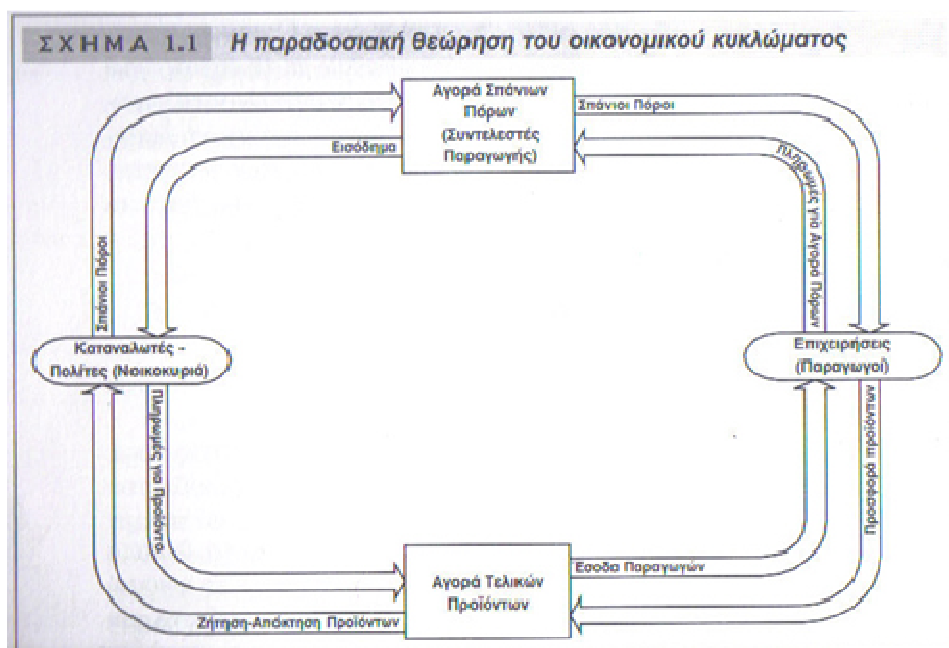 ΣΧΗΜΑ 1.1 Η παραδοσιακή θεώρηση του οικονομικού κυκλώματος
Αγορά Σπάνιων
Πόρων
(Συντελεστές
Παραγωγής)
Σπάνιοι Πόροι
Εισόδημα
Πληρωμές για Αγορά Πόρων
Σπάνιοι Πόροι
Καταναλωτές –
Πολίτες (Νοικοκυριά)
Επιχειρήσεις
(Παραγωγοί)
Πληρωμές για Προϊόντα
Προσφορά προϊόντων
Αγορά Τελικών
Προϊόντων
Έσοδα Παραγωγών
Ζήτηση-Απόκτηση Προϊόντων